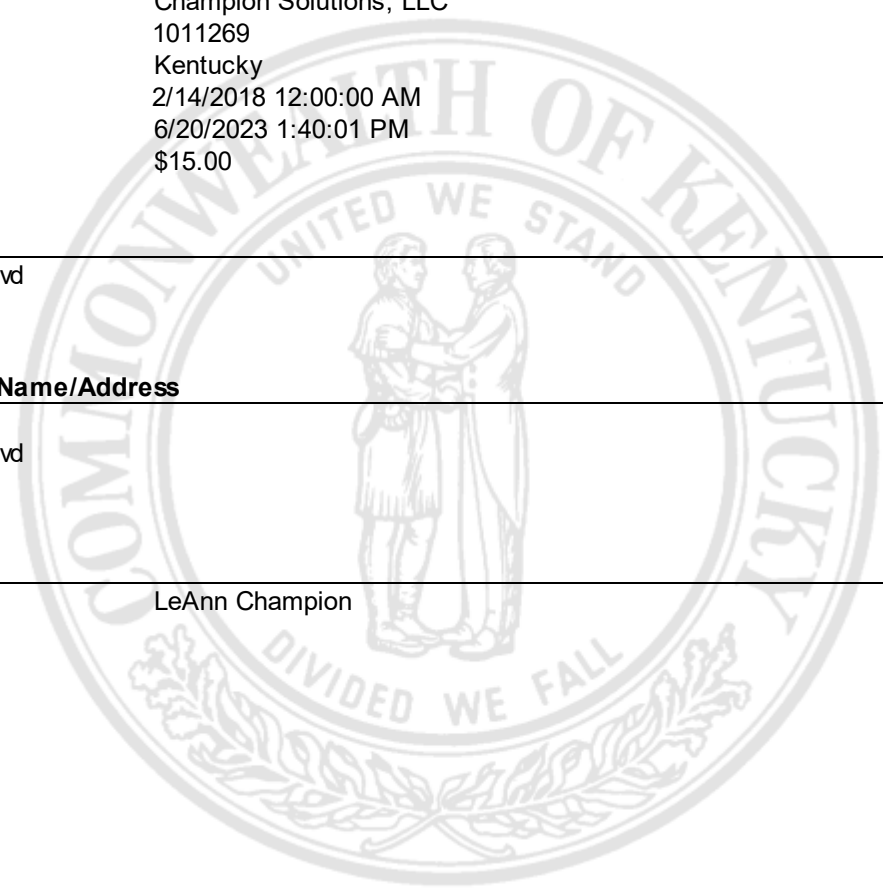 Champion Solutions, LLC
1011269
Kentucky
2/14/2018 12:00:00 AM
6/20/2023 1:40:01 PM
$15.00
vd
Name/Address
vd
LeAnn Champion
COMMONWEALTH OF KENTUCKY
UNITED WE STAND
DIVIDED WE FALL